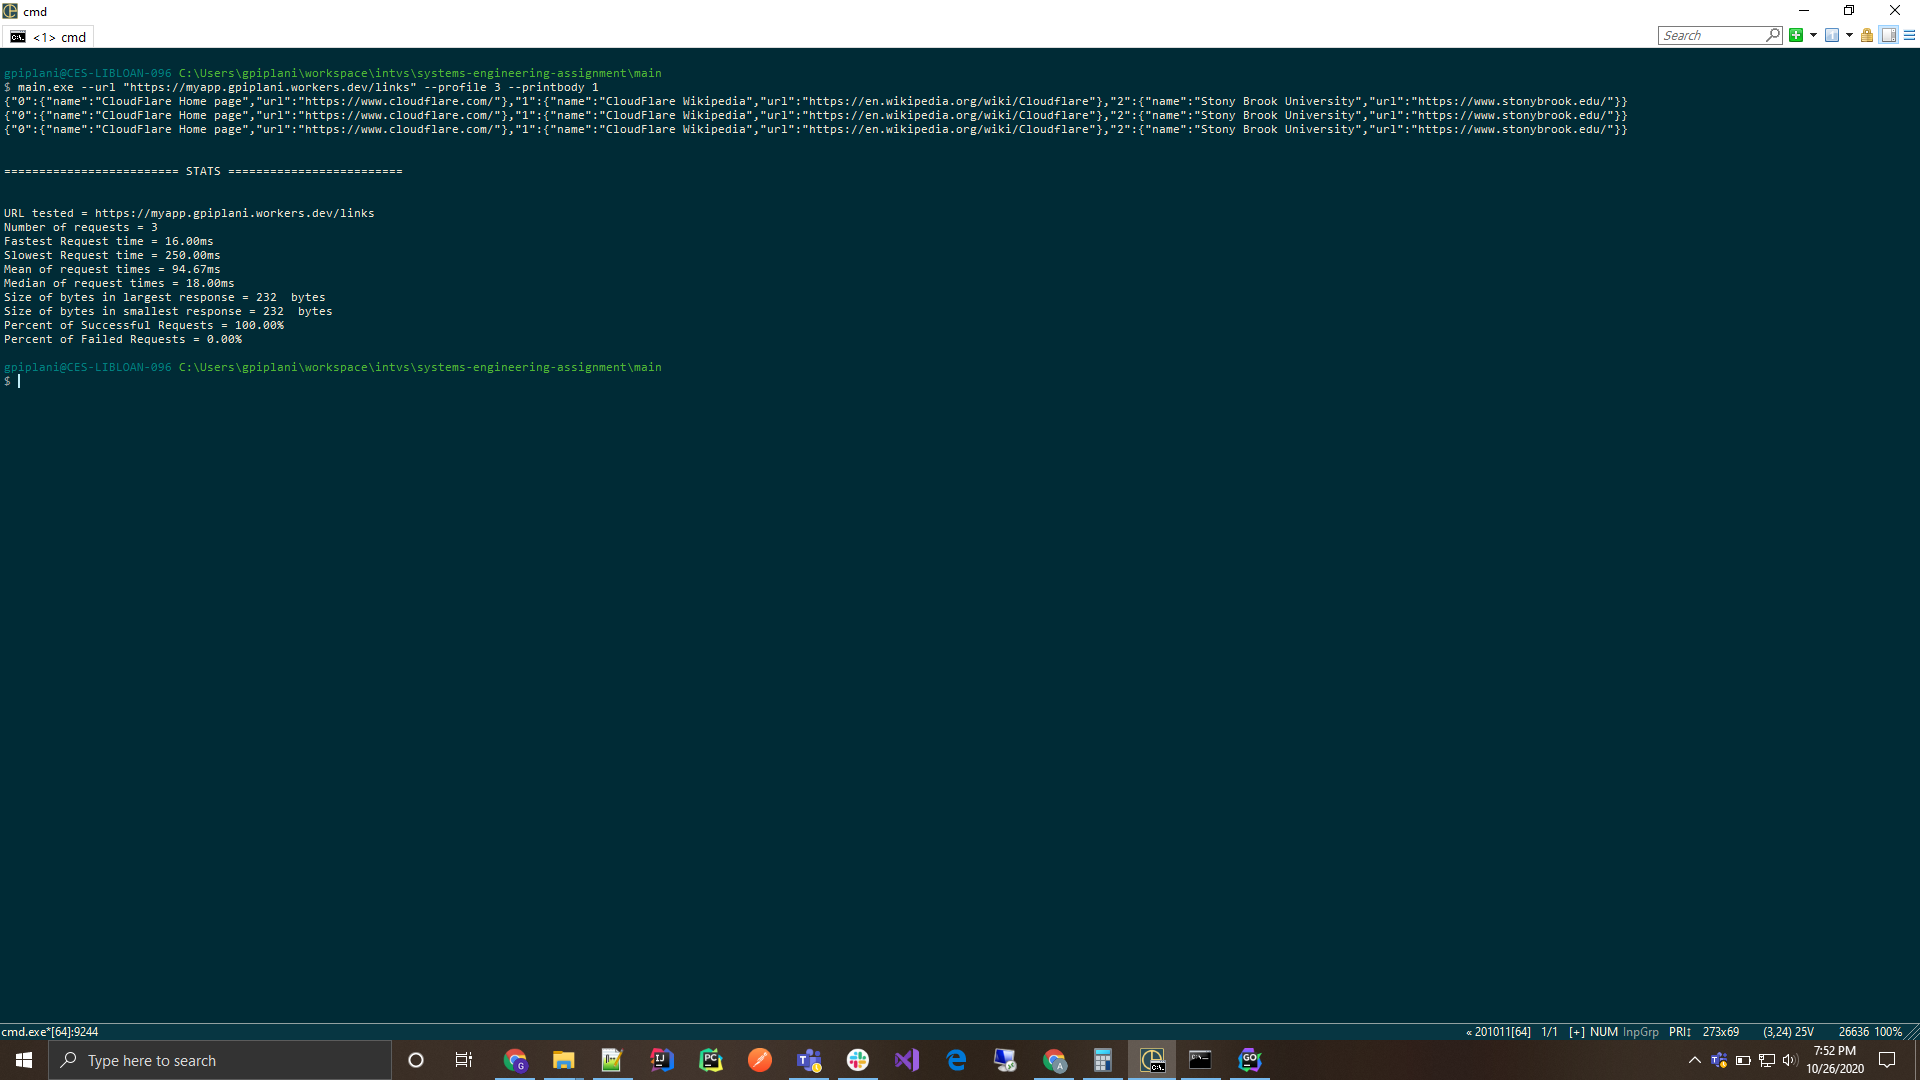 cmd
<1> cmd
Search
gpiplani@CES-LIBLOAN-096 C:\Users\gpiplani\workspace\intvs\systems-engineering-assignment\main
$ main.exe --url "https://myapp.gpiplani.workers.dev/links" --profile 3 --printbody 1
{"0":{"name":"CloudFlare Home page","url":"https://www.cloudflare.com/"},"1":{"name":"CloudFlare Wikipedia","url":"https://en.wikipedia.org/wiki/Cloudflare"},"2":{"name":"Stony Brook University","url":"https://www.stonybrook.edu/"}}
{"0":{"name":"CloudFlare Home page","url":"https://www.cloudflare.com/"},"1":{"name":"CloudFlare Wikipedia","url":"https://en.wikipedia.org/wiki/Cloudflare"},"2":{"name":"Stony Brook University","url":"https://www.stonybrook.edu/"}}
{"0":{"name":"CloudFlare Home page","url":"https://www.cloudflare.com/"},"1":{"name":"CloudFlare Wikipedia","url":"https://en.wikipedia.org/wiki/Cloudflare"},"2":{"name":"Stony Brook University","url":"https://www.stonybrook.edu/"}}
========================= STATS =========================
URL tested = https://myapp.gpiplani.workers.dev/links
Number of requests = 3
Fastest Request time = 16.00ms
Slowest Request time = 250.00ms
Mean of request times = 94.67ms
Median of request times = 18.00ms
Size of bytes in largest response = 232  bytes
Size of bytes in smallest response = 232  bytes
Percent of Successful Requests = 100.00%
Percent of Failed Requests = 0.00%
gpiplani@CES-LIBLOAN-096 C:\Users\gpiplani\workspace\intvs\systems-engineering-assignment\main
$
cmd.exe*[64]:9244
« 201011[64] 1/1 [+] NUM InpGrp PRI↕ 273x69 (3,24) 25V 26636 100%
Type here to search
7:52 PM
10/26/2020